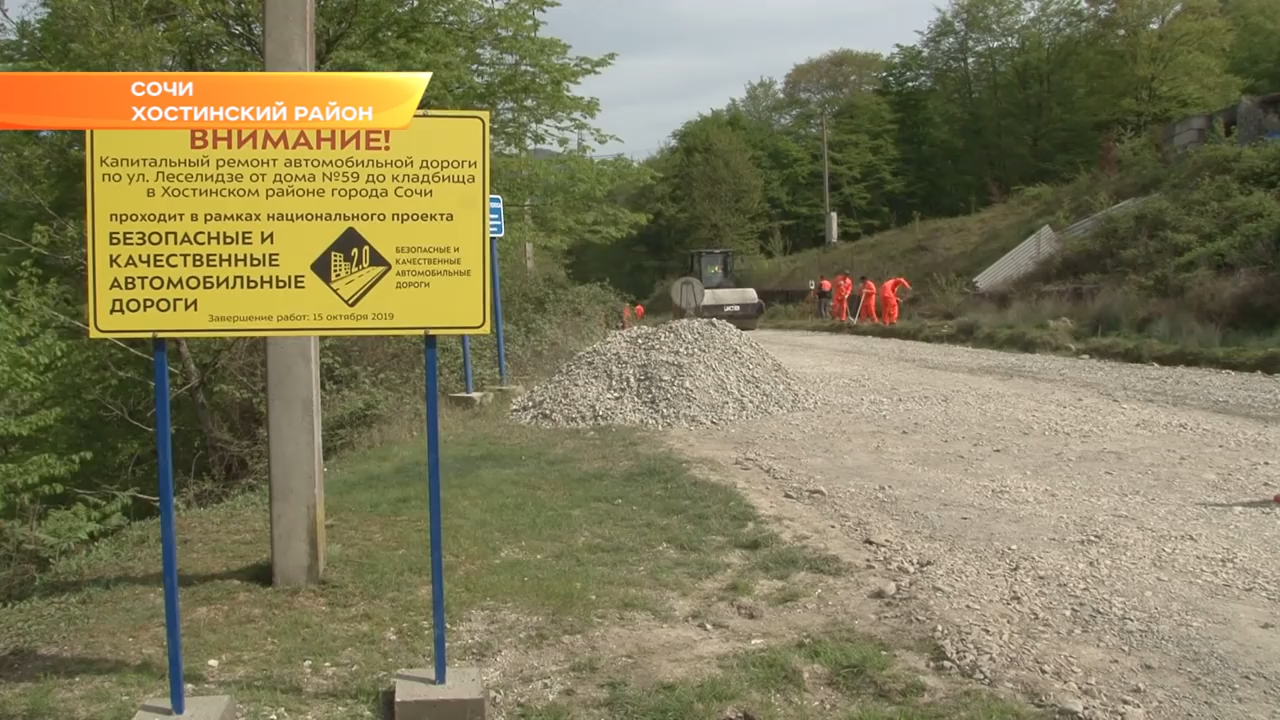 СОЧИ
ХОСТИНСКИЙ РАЙОН
ВНИМАНИЕ!
Капитальный ремонт автомобильной дороги
по ул. Леселидзе от дома №59 до кладбища
в Хостинском районе города Сочи
проходит в рамках национального проекта
БЕЗОПАСНЫЕ И
КАЧЕСТВЕННЫЕ
АВТОМОБИЛЬНЫЕ
ДОРОГИ
2.0
БЕЗОПАСНЫЕ И
КАЧЕСТВЕННЫЕ
АВТОМОБИЛЬНЫЕ
ДОРОГИ
Завершение работ: 15 октября 2019